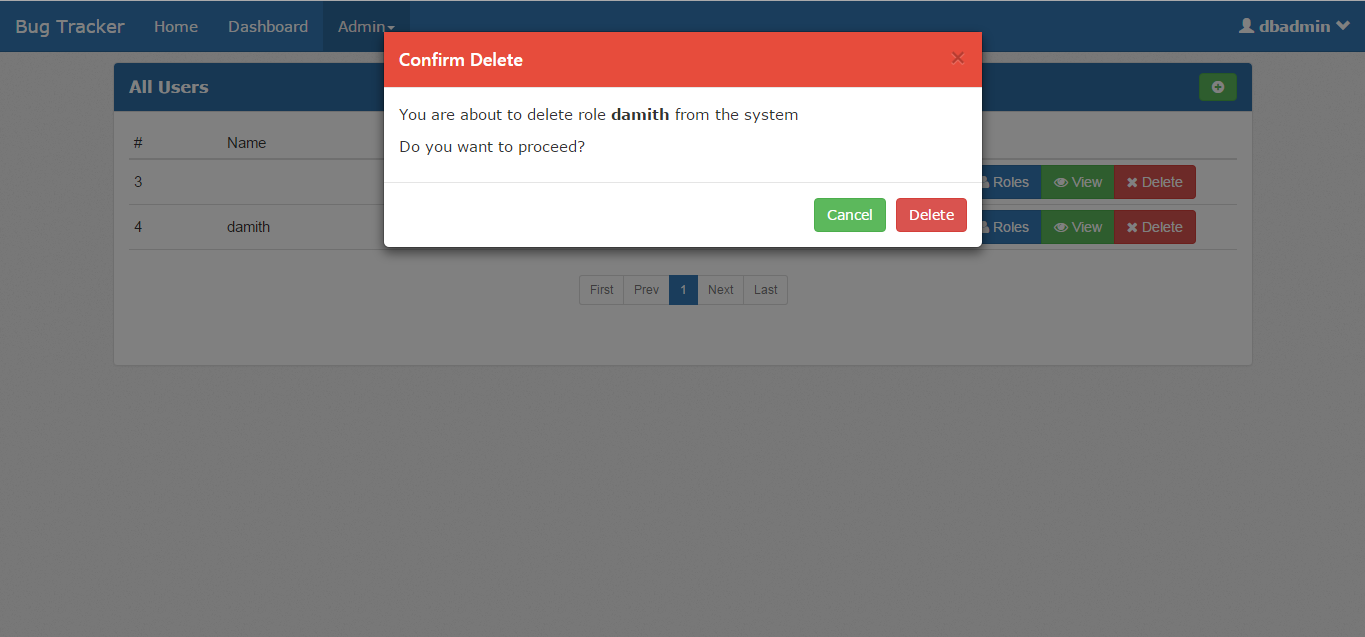 Bug Tracker Home Dashboard Admin dbadmin
Confirm Delete ×
All Users
You are about to delete role damith from the system
Do you want to proceed?
# Name
3 Roles View Delete
Cancel Delete
4 damith Roles View Delete
First Prev 1 Next Last